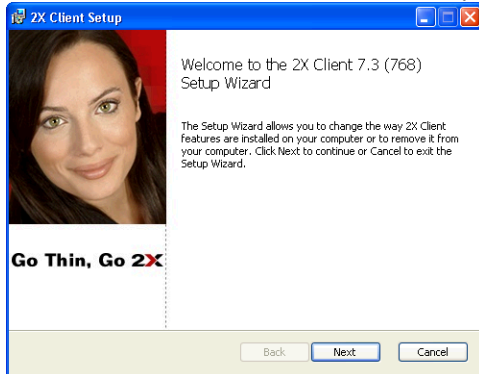 2X Client Setup
Welcome to the 2X Client 7.3 (768)
Setup Wizard
The Setup Wizard allows you to change the way 2X Client
features are installed on your computer or to remove it from
your computer. Click Next to continue or Cancel to exit the
Setup Wizard.
Go Thin, Go 2X
Back
Next
Cancel